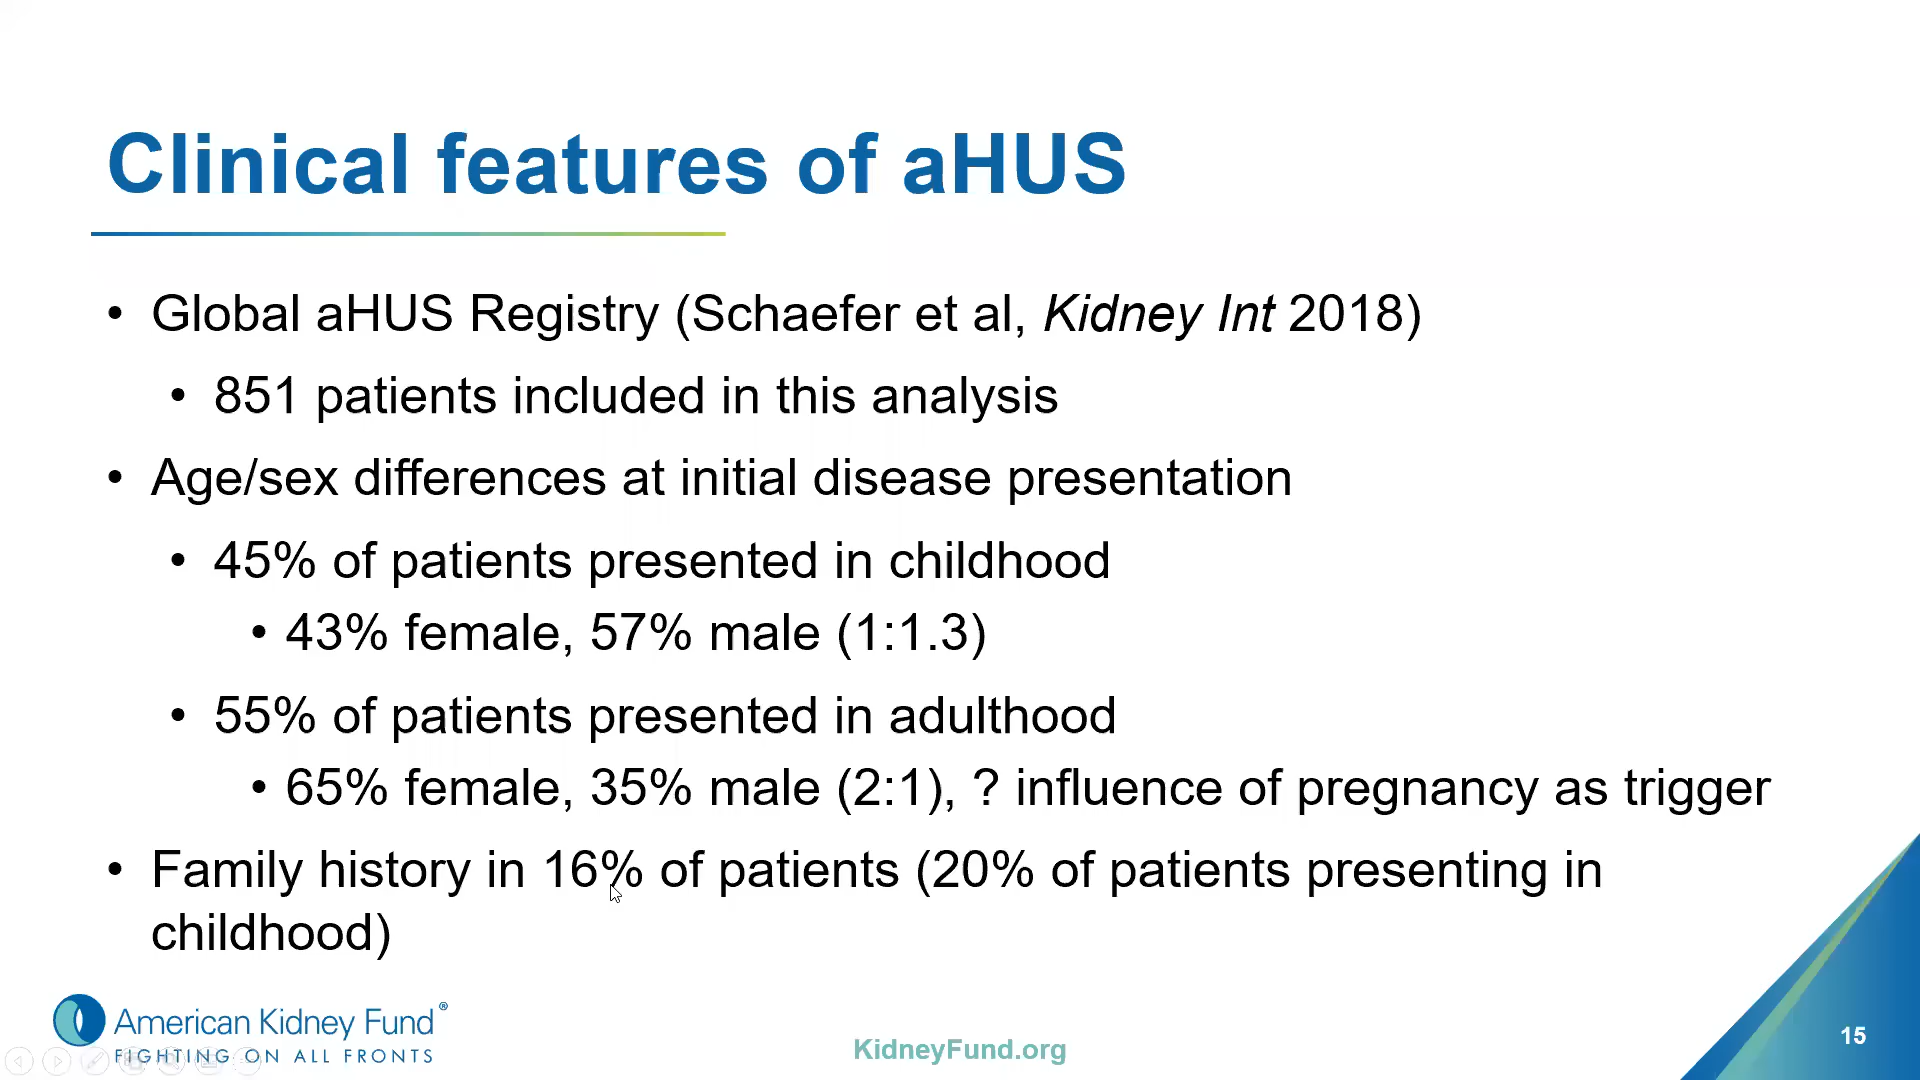 Clinical features of aHUS
• Global aHUS Registry (Schaefer et al, Kidney Int 2018)
• 851 patients included in this analysis
• Age/sex differences at initial disease presentation
• 45% of patients presented in childhood
• 43% female, 57% male (1:1.3)
• 55% of patients presented in adulthood
• 65% female, 35% male (2:1), ? influence of pregnancy as trigger
• Family history in 16% of patients (20% of patients presenting in
childhood)
American Kidney Fund®
FIGHTING ON ALL FRONTS
KidneyFund.org
15